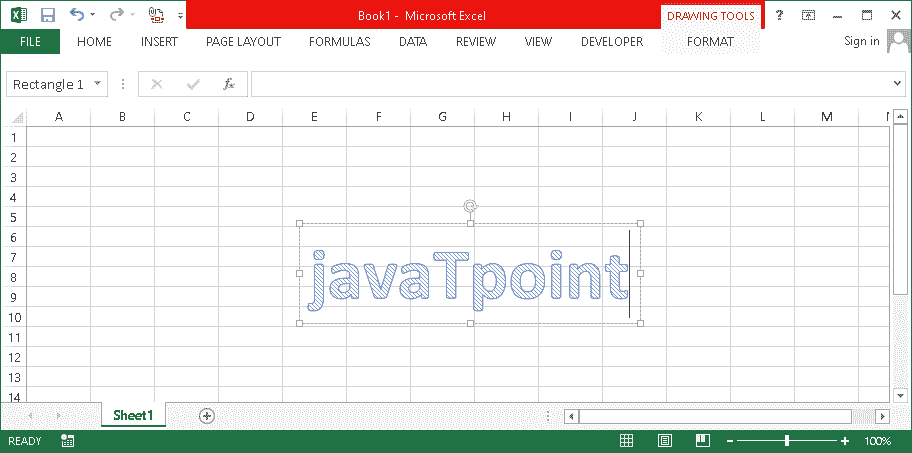 Book1 - Microsoft Excel
DRAWING TOOLS
?
FILE HOME INSERT PAGE LAYOUT FORMULAS DATA REVIEW VIEW DEVELOPER FORMAT Sign in
Rectangle 1 fx
A B C D E F G H I J K L M
1
2
3
4
5
6
7
8
9
10
11
12
13
14
javaTpoint
Sheet1
READY 100%